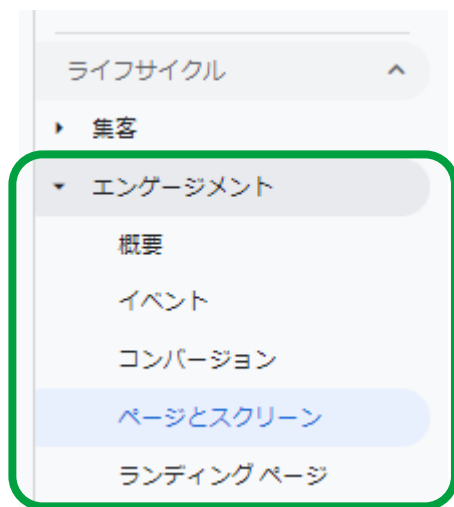 ライフサイクル
集客
エンゲージメント
概要
イベント
コンバージョン
ページとスクリーン
ランディング ページ